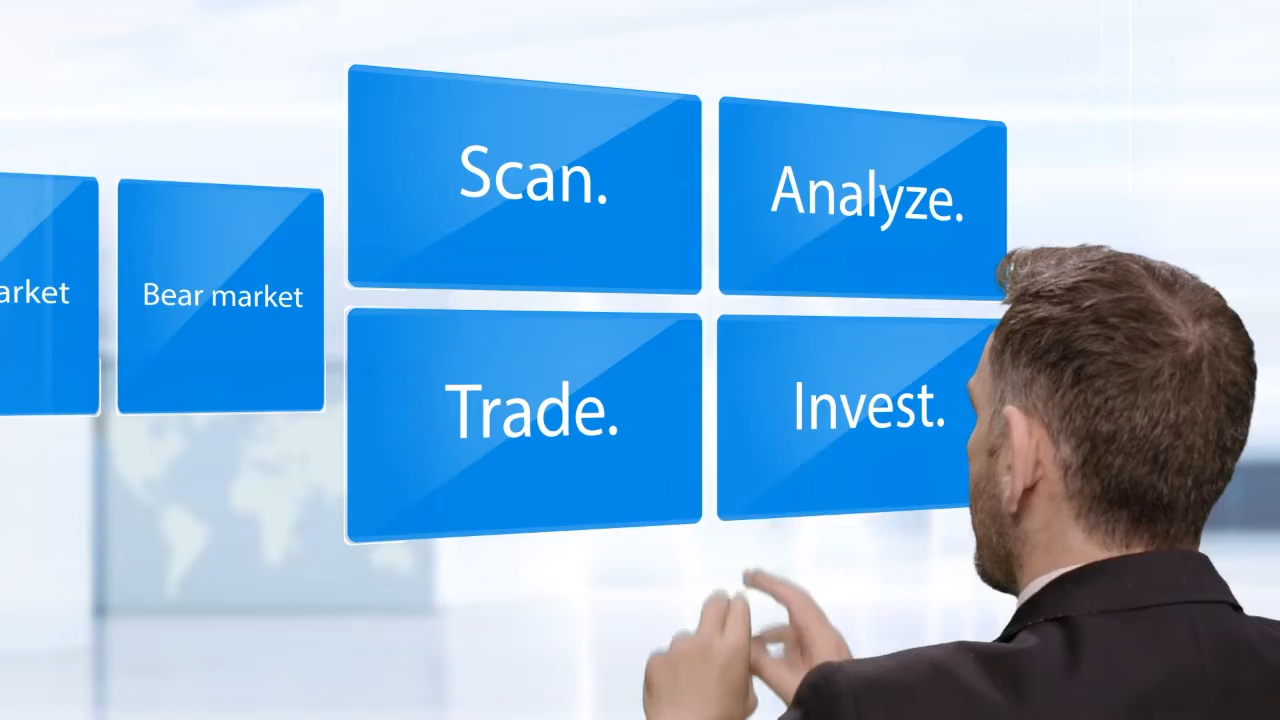 Scan.
Analyze.
Bear market
Trade.
Invest.